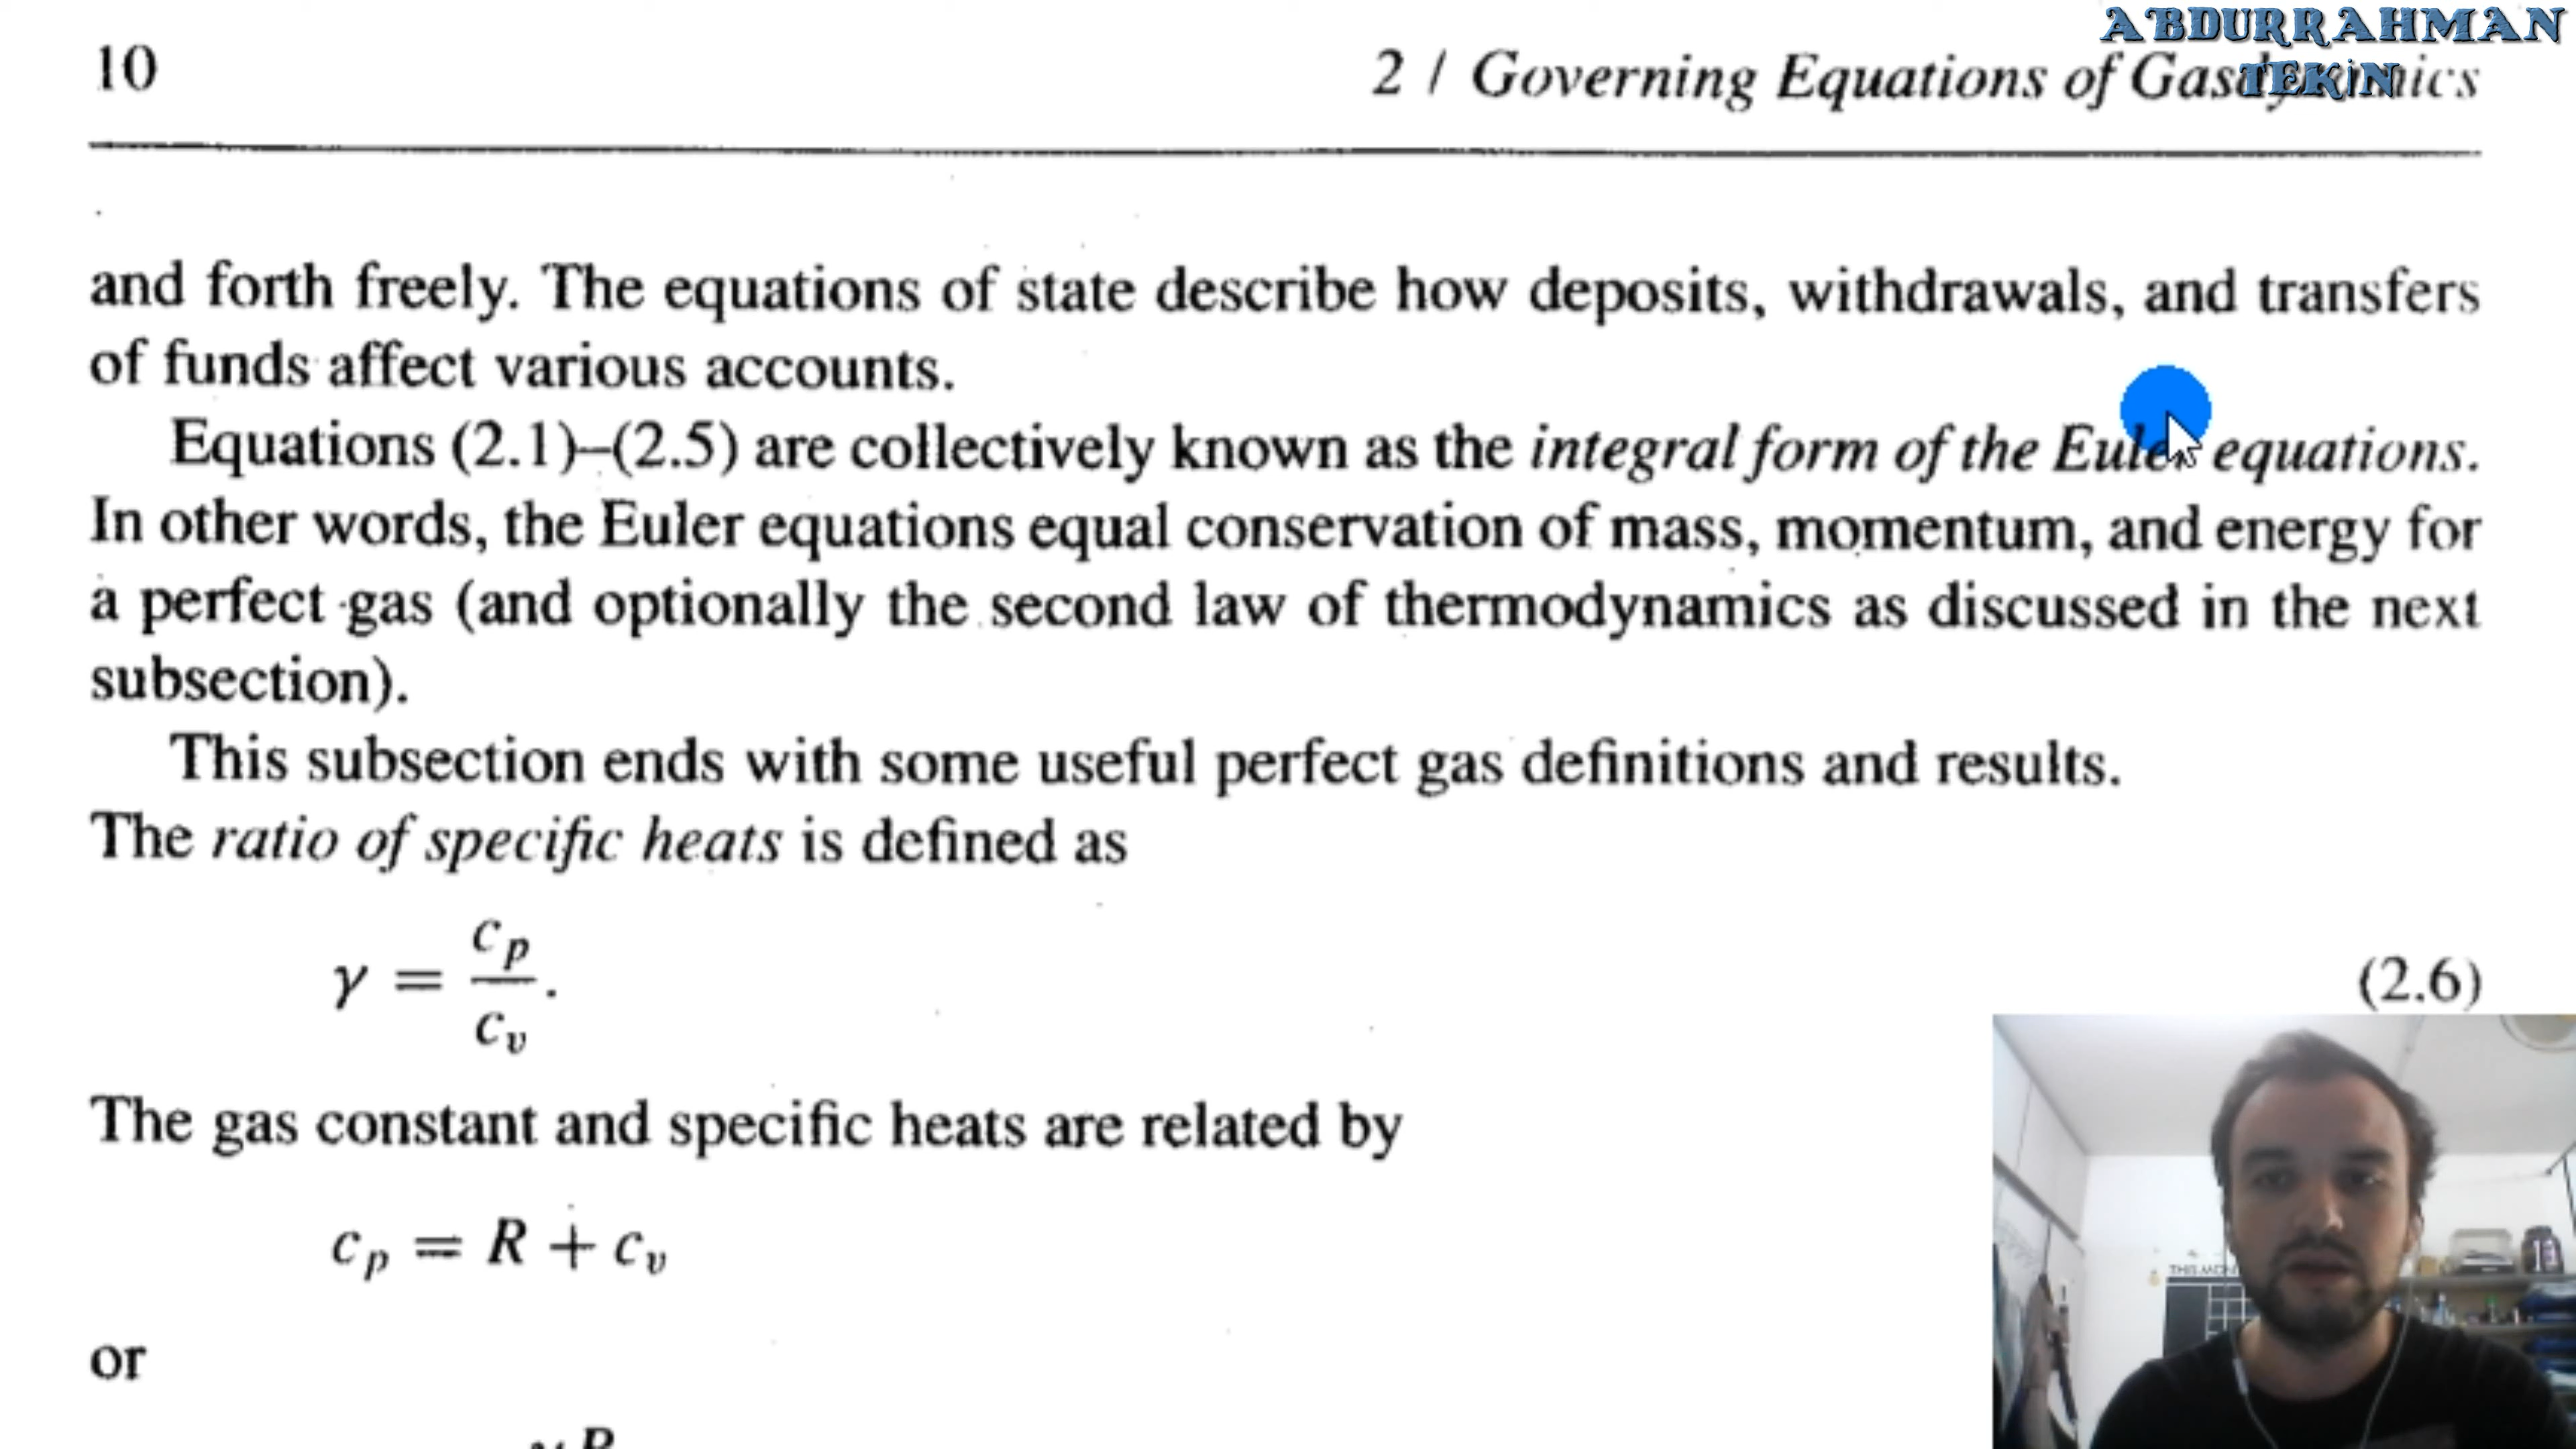 ABDURRAHMAN
TEKİN
10
2 / Governing Equations of Gasdynamics
and forth freely. The equations of state describe how deposits, withdrawals, and transfers
of funds affect various accounts.
Equations (2.1)–(2.5) are collectively known as the integral form of the Euler equations.
In other words, the Euler equations equal conservation of mass, momentum, and energy for
a perfect gas (and optionally the second law of thermodynamics as discussed in the next
subsection).
This subsection ends with some useful perfect gas definitions and results.
The ratio of specific heats is defined as
γ = c_p / c_v. (2.6)
The gas constant and specific heats are related by
c_p = R + c_v
or
THIS MON